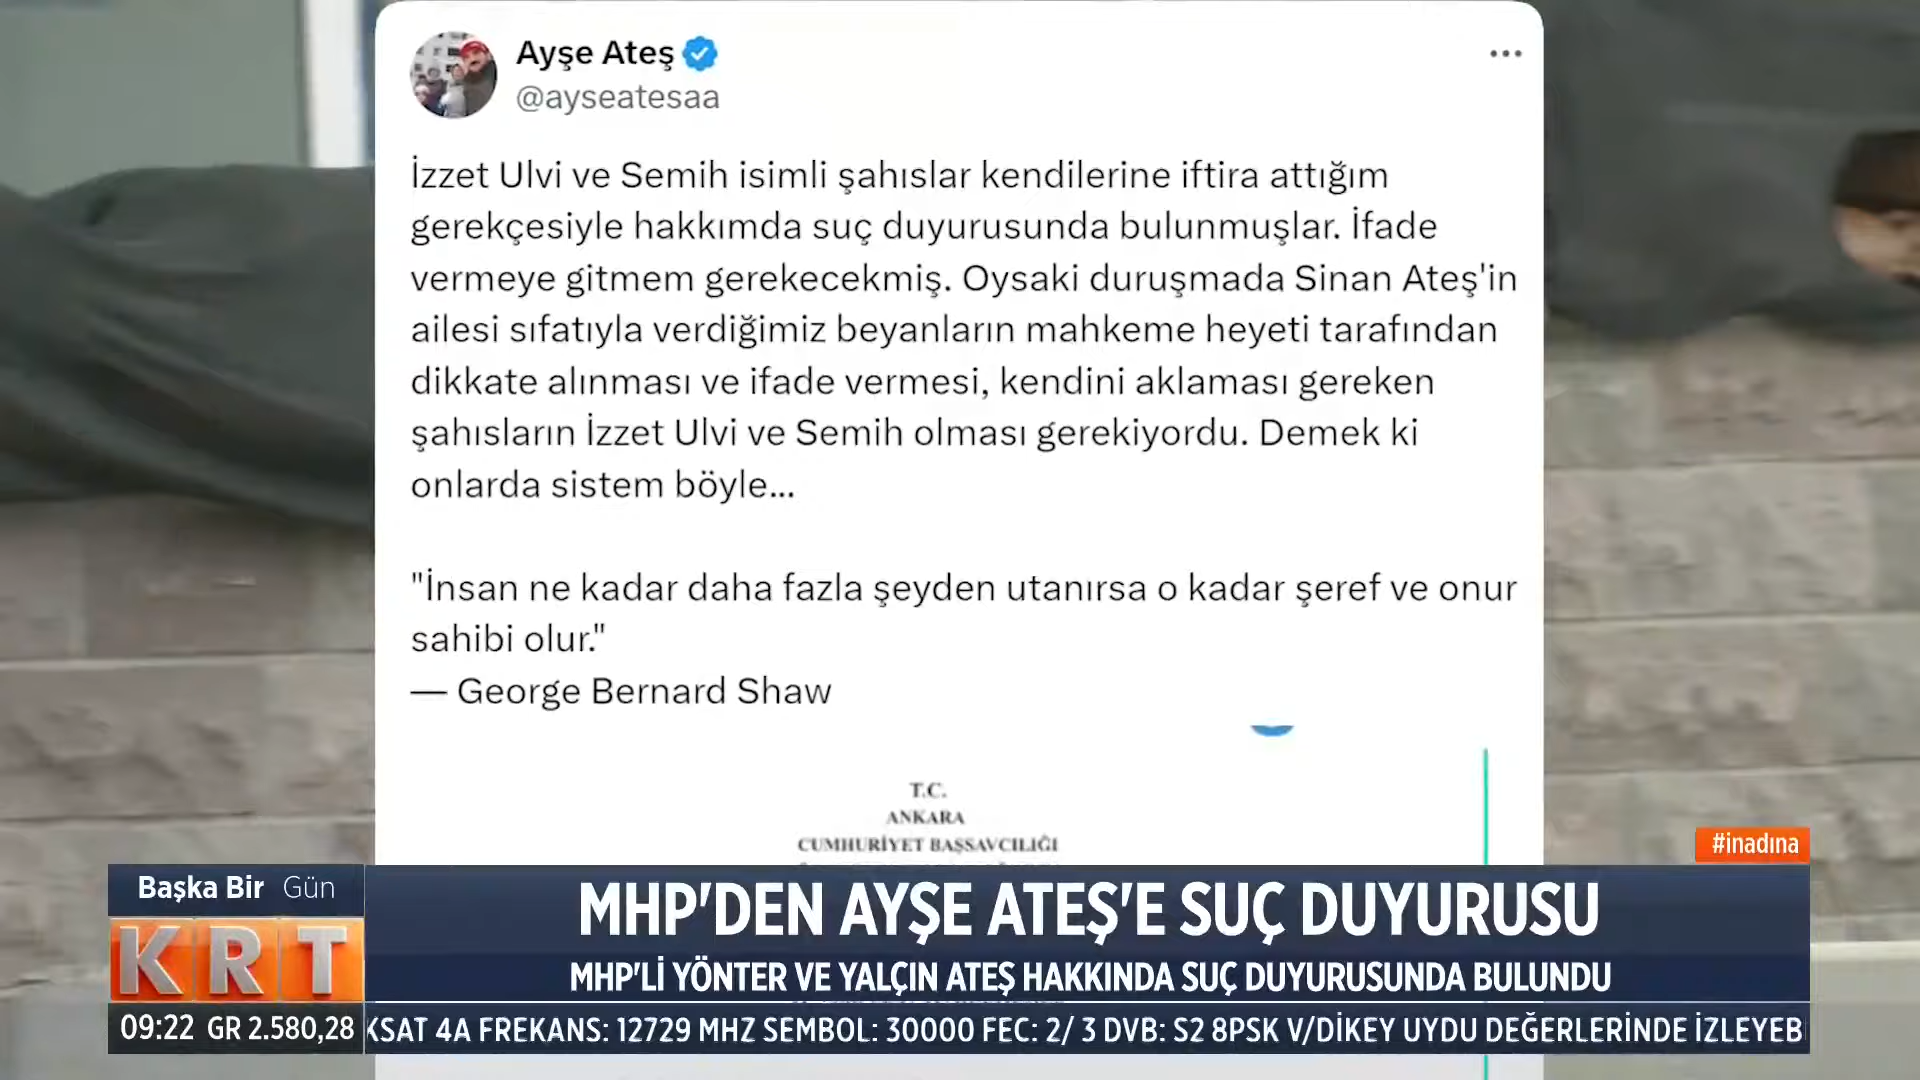 Ayşe Ateş
@ayseatesaa
İzzet Ulvi ve Semih isimli şahıslar kendilerine iftira attığım
gerekçesiyle hakkımda suç duyurusunda bulunmuşlar. İfade
vermeye gitmem gerekecekmiş. Oysaki duruşmada Sinan Ateş'in
ailesi sıfatıyla verdiğimiz beyanların mahkeme heyeti tarafından
dikkate alınması ve ifade vermesi, kendini aklaması gereken
şahısların İzzet Ulvi ve Semih olması gerekiyordu. Demek ki
onlarda sistem böyle...
"İnsan ne kadar daha fazla şeyden utanırsa o kadar şeref ve onur
sahibi olur."
— George Bernard Shaw
T.C.
ANKARA
CUMHURİYET BAŞSAVCILIĞI
#inadına
Başka Bir Gün
MHP'DEN AYŞE ATEŞ'E SUÇ DUYURUSU
KRT
MHP'Lİ YÖNTER VE YALÇIN ATEŞ HAKKINDA SUÇ DUYURUSUNDA BULUNDU
09:22 GR 2.580,28 KSAT 4A FREKANS: 12729 MHZ SEMBOL: 30000 FEC: 2/ 3 DVB: S2 8PSK V/DİKEY UYDU DEĞERLERİNDE İZLEYEB